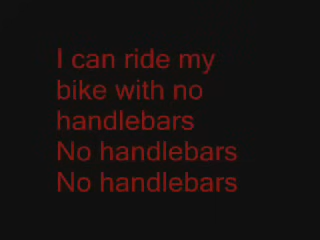 I can ride my
bike with no
handlebars
No handlebars
No handlebars